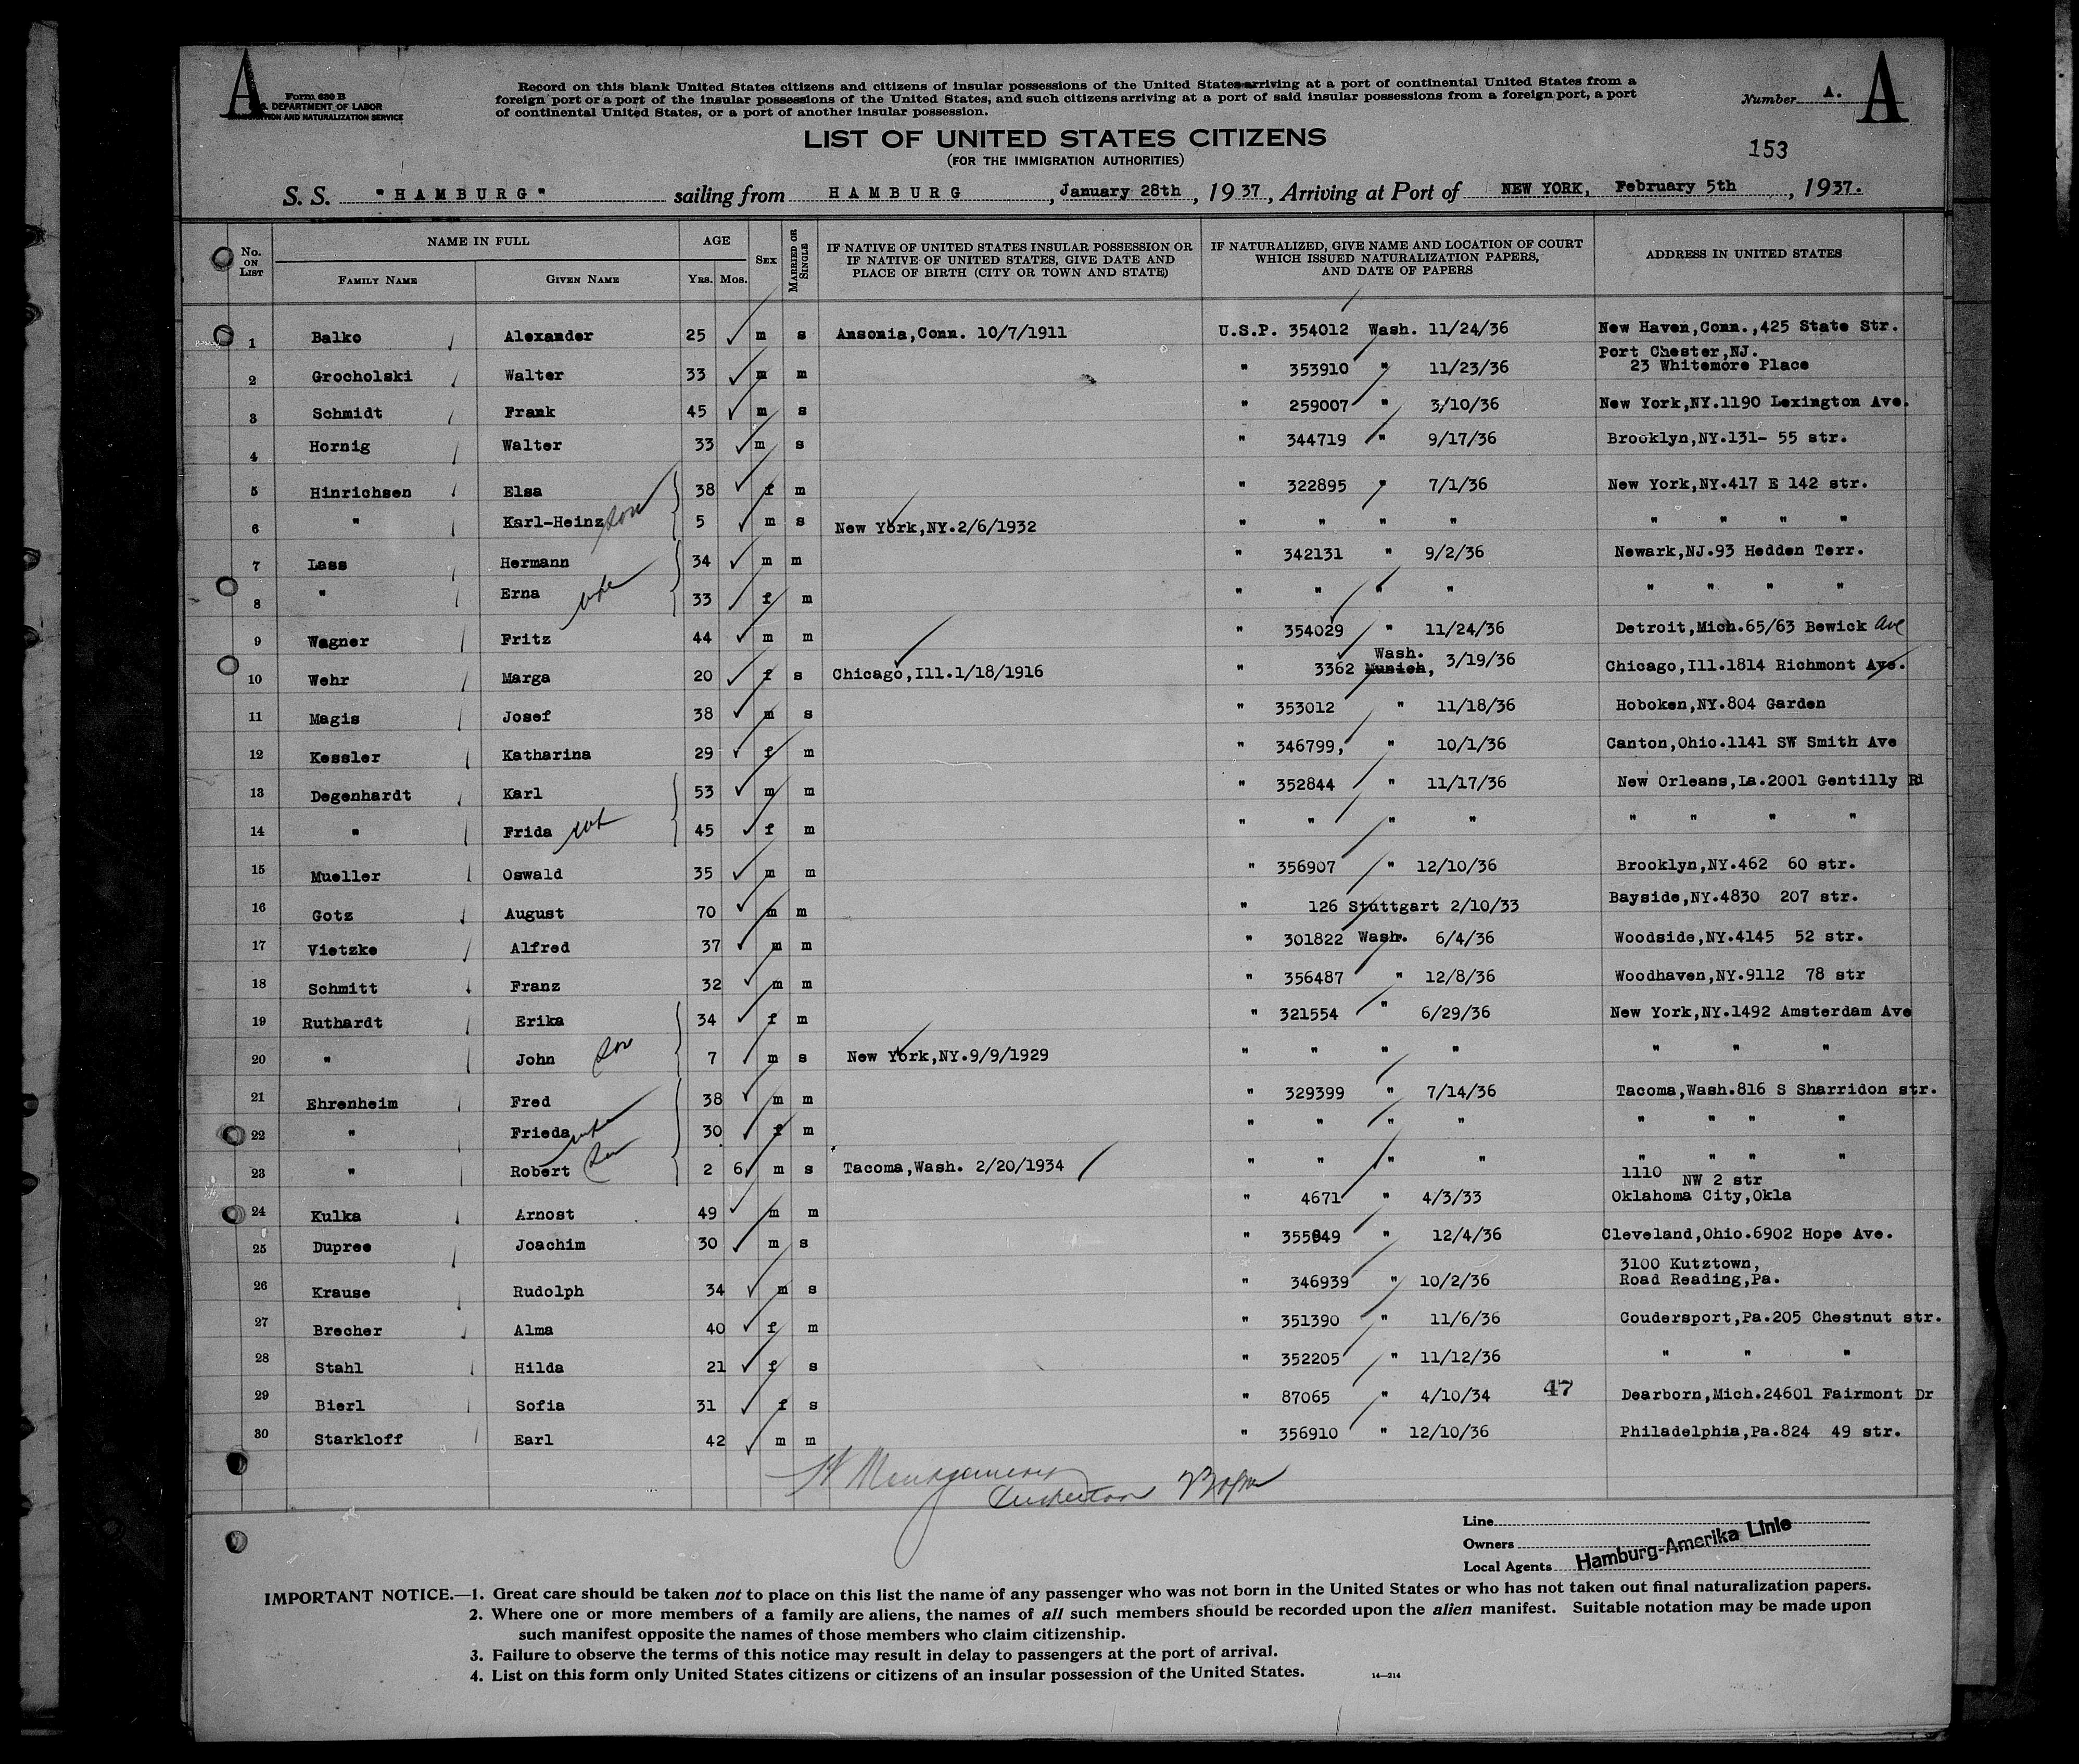 A
Form 630 B
U.S. DEPARTMENT OF LABOR
IMMIGRATION AND NATURALIZATION SERVICE
Record on this blank United States citizens and citizens of insular possessions of the United States arriving at a port of continental United States from a
foreign port or a port of the insular possessions of the United States, and such citizens arriving at a port of said insular possessions from a foreign port, a port
of continental United States, or a port of another insular possession.
Number A. A
LIST OF UNITED STATES CITIZENS
(FOR THE IMMIGRATION AUTHORITIES)
153
S. S. "HAMBURG" sailing from HAMBURG, January 28th, 1937, Arriving at Port of NEW YORK, February 5th, 1937.
No. ON LIST
NAME IN FULL
FAMILY NAME GIVEN NAME
AGE
YRS. MOS.
SEX
MARRIED OR SINGLE
IF NATIVE OF UNITED STATES INSULAR POSSESSION OR
IF NATIVE OF UNITED STATES, GIVE DATE AND
PLACE OF BIRTH (CITY OR TOWN AND STATE)
IF NATURALIZED, GIVE NAME AND LOCATION OF COURT
WHICH ISSUED NATURALIZATION PAPERS,
AND DATE OF PAPERS
ADDRESS IN UNITED STATES
1 Balko Alexander 25 m s Ansonia,Conn. 10/7/1911 U.S.P. 354012 Wash. 11/24/36 New Haven,Conn.,425 State Str.
2 Grocholski Walter 33 m m " 353910 " 11/23/36 Port Chester,NJ. 23 Whitemore Place
3 Schmidt Frank 45 m s " 259007 " 3/10/36 New York,NY.1190 Lexington Ave.
4 Hornig Walter 33 m s " 344719 " 9/17/36 Brooklyn,NY.131- 55 str.
5 Hinrichsen Elsa 38 f m " 322895 " 7/1/36 New York,NY.417 E 142 str.
6 " Karl-Heinz son 5 m s New York,NY.2/6/1932 " " " " " " " "
7 Lass Hermann 34 m m " 342131 " 9/2/36 Newark,NJ.93 Hedden Terr.
8 " Erna wife 33 f m " " " " " " " "
9 Wagner Fritz 44 m m " 354029 " 11/24/36 Detroit,Mich.65/63 Bewick Ave
10 Wehr Marga 20 f s Chicago,Ill.1/18/1916 " 3362 Munich, Wash. 3/19/36 Chicago,Ill.1814 Richmont Ave.
11 Magis Josef 38 m s " 353012 " 11/18/36 Hoboken,NY.804 Garden
12 Kessler Katharina 29 f m " 346799, " 10/1/36 Canton,Ohio.1141 SW Smith Ave
13 Degenhardt Karl 53 m m " 352844 " 11/17/36 New Orleans,La.2001 Gentilly Rd
14 " Frida 45 f m " " " " " " " "
15 Mueller Oswald 35 m m " 356907 " 12/10/36 Brooklyn,NY.462 60 str.
16 Gotz August 70 m m " 126 Stuttgart 2/10/33 Bayside,NY.4830 207 str.
17 Vietzke Alfred 37 m m " 301822 Wash. 6/4/36 Woodside,NY.4145 52 str.
18 Schmitt Franz 32 m m " 356487 " 12/8/36 Woodhaven,NY.9112 78 str
19 Ruthardt Erika 34 f m " 321554 " 6/29/36 New York,NY.1492 Amsterdam Ave
20 " John son 7 m s New York,NY.9/9/1929 " " " " " " "
21 Ehrenheim Fred 38 m m " 329399 " 7/14/36 Tacoma,Wash.816 S Sharridon str.
22 " Frieda wife 30 f m " " " " " " " "
23 " Robert son 2 6 m s Tacoma,Wash. 2/20/1934 " " " " " " " "
24 Kulka Arnost 49 m m " 4671 " 4/3/33 1110 NW 2 str Oklahoma City,Okla
25 Dupree Joachim 30 m s " " 12/4/36 Cleveland,Ohio.6902 Hope Ave.
26 Krause Rudolph 34 m s " 346939 " 10/2/36 3100 Kutztown, Road Reading,Pa.
27 Brecher Alma 40 f m " 351390 " 11/6/36 Coudersport,Pa.205 Chestnut str.
28 Stahl Hilda 21 f s " 352205 " 11/12/36 " " "
29 Bierl Sofia 31 f s " 87065 " 4/10/34 47 Dearborn,Mich.24601 Fairmont Dr
30 Starkloff Earl 42 m m " 356910 " 12/10/36 Philadelphia,Pa.824 49 str.
Line
Owners
Local Agents Hamburg-Amerika Linie
IMPORTANT NOTICE.—1. Great care should be taken not to place on this list the name of any passenger who was not born in the United States or who has not taken out final naturalization papers.
2. Where one or more members of a family are aliens, the names of all such members should be recorded upon the alien manifest. Suitable notation may be made upon
such manifest opposite the names of those members who claim citizenship.
3. Failure to observe the terms of this notice may result in delay to passengers at the port of arrival.
4. List on this form only United States citizens or citizens of an insular possession of the United States.
14—214